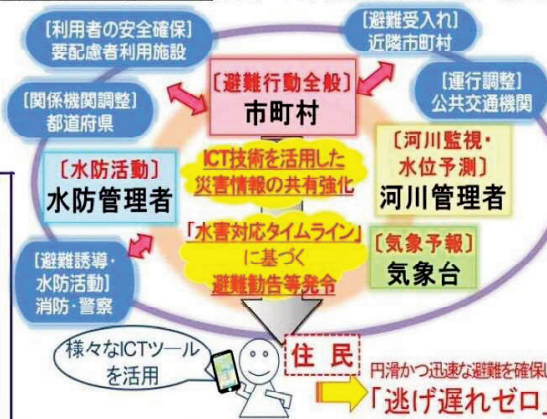 ［利用者の安全確保］
要配慮者利用施設
［避難受入れ］
近隣市町村
［避難行動全般］
市町村
［関係機関調整］
都道府県
［運行調整］
公共交通機関
ICT技術を活用した
災害情報の共有強化
［水防活動］
水防管理者
［河川監視・
水位予測］
河川管理者
「水害対応タイムライン」
に基づく
避難勧告等発令
［気象予報］
気象台
［避難誘導・
水防活動］
消防・警察
様々なICTツール
を活用
住民
円滑かつ迅速な避難を確保し
「逃げ遅れゼロ」